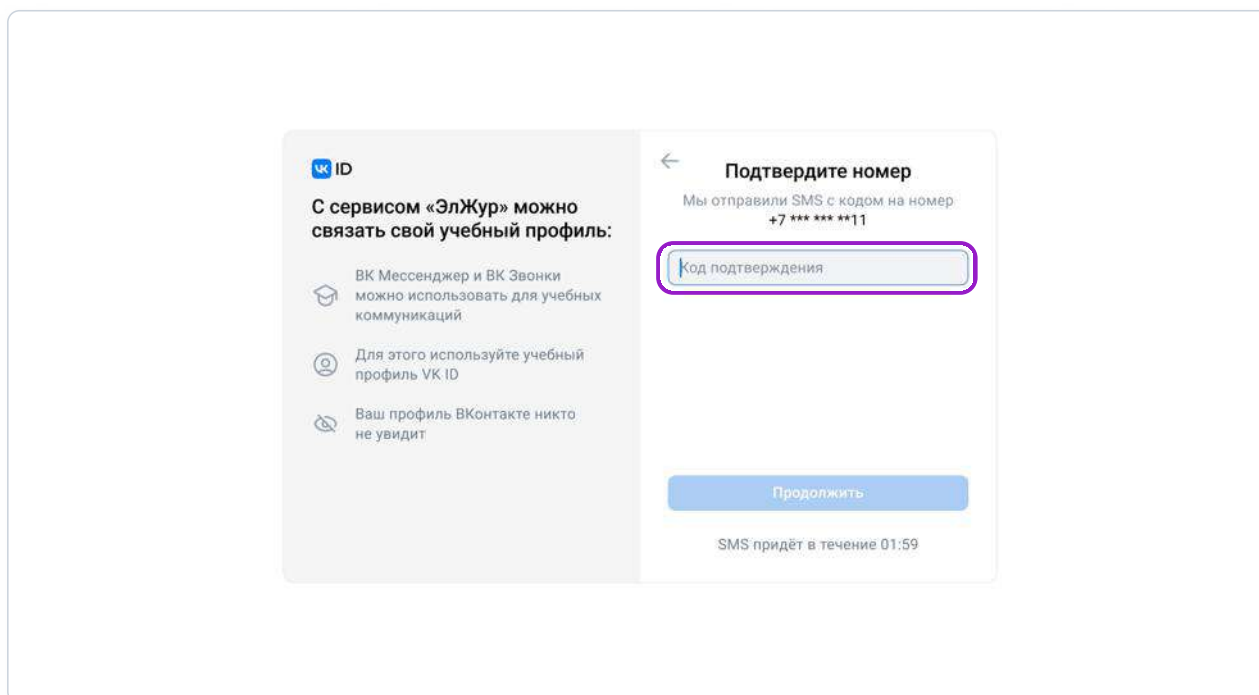 VK ID
С сервисом «ЭлЖур» можно
связать свой учебный профиль:
ВК Мессенджер и ВК Звонки
можно использовать для учебных
коммуникаций
Для этого используйте учебный
профиль VK ID
Ваш профиль ВКонтакте никто
не увидит
Подтвердите номер
Мы отправили SMS с кодом на номер
+7 *** *** **11
Код подтверждения
Продолжить
SMS придёт в течение 01:59